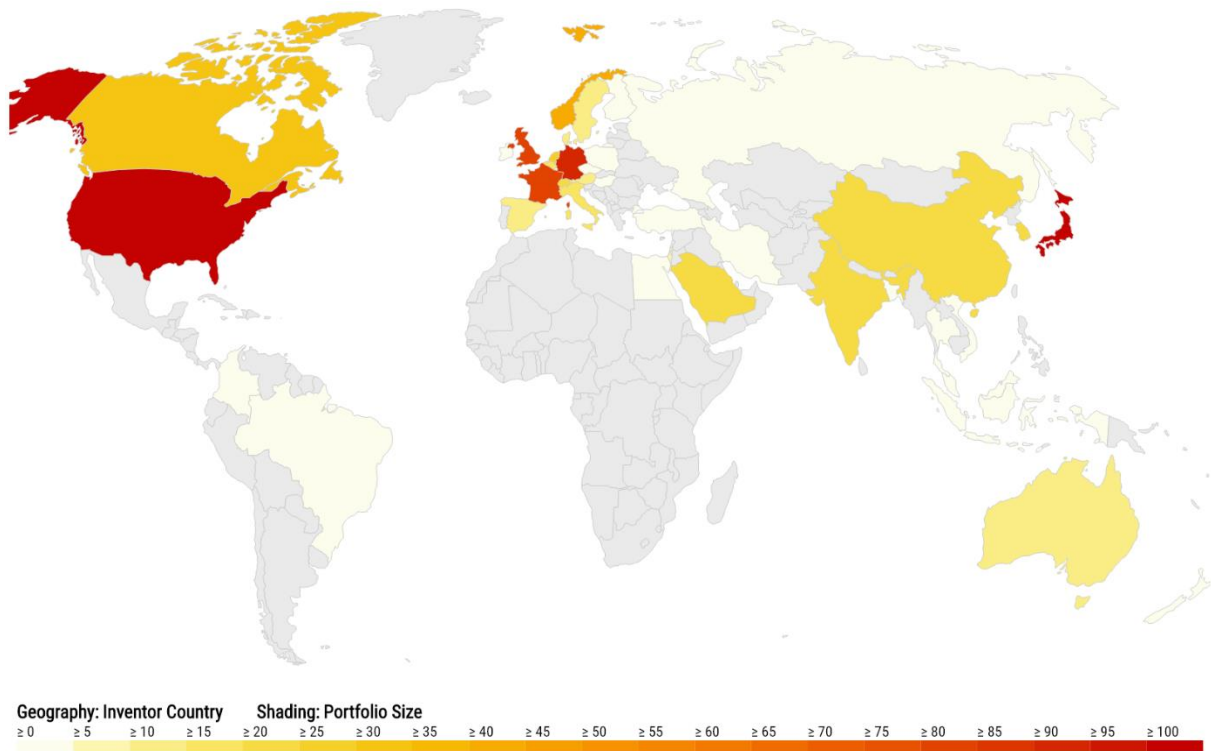 Geography: Inventor Country Shading: Portfolio Size
≥ 0 ≥ 5 ≥ 10 ≥ 15 ≥ 20 ≥ 25 ≥ 30 ≥ 35 ≥ 40 ≥ 45 ≥ 50 ≥ 55 ≥ 60 ≥ 65 ≥ 70 ≥ 75 ≥ 80 ≥ 85 ≥ 90 ≥ 95 ≥ 100